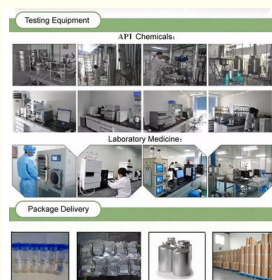 Testing Equipment
API Chemicals:
Laboratory Medicine:
Package Delivery